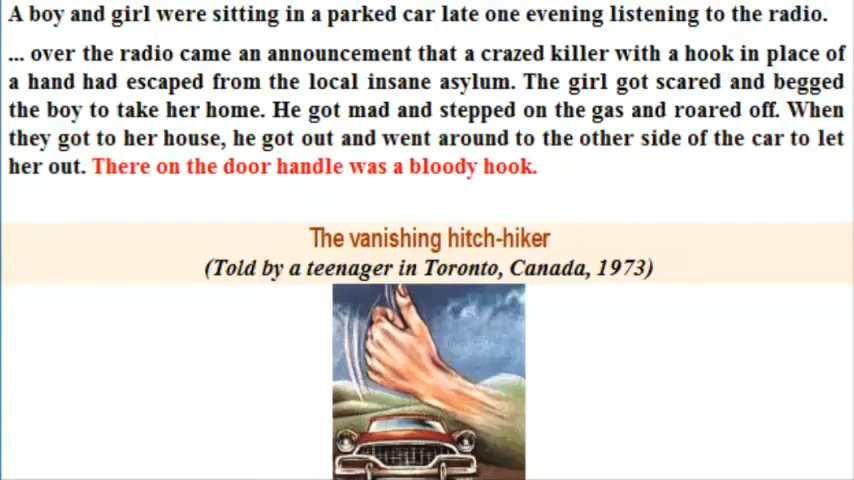 A boy and girl were sitting in a parked car late one evening listening to the radio.
... over the radio came an announcement that a crazed killer with a hook in place of
a hand had escaped from the local insane asylum. The girl got scared and begged
the boy to take her home. He got mad and stepped on the gas and roared off. When
they got to her house, he got out and went around to the other side of the car to let
her out. There on the door handle was a bloody hook.
The vanishing hitch-hiker
(Told by a teenager in Toronto, Canada, 1973)